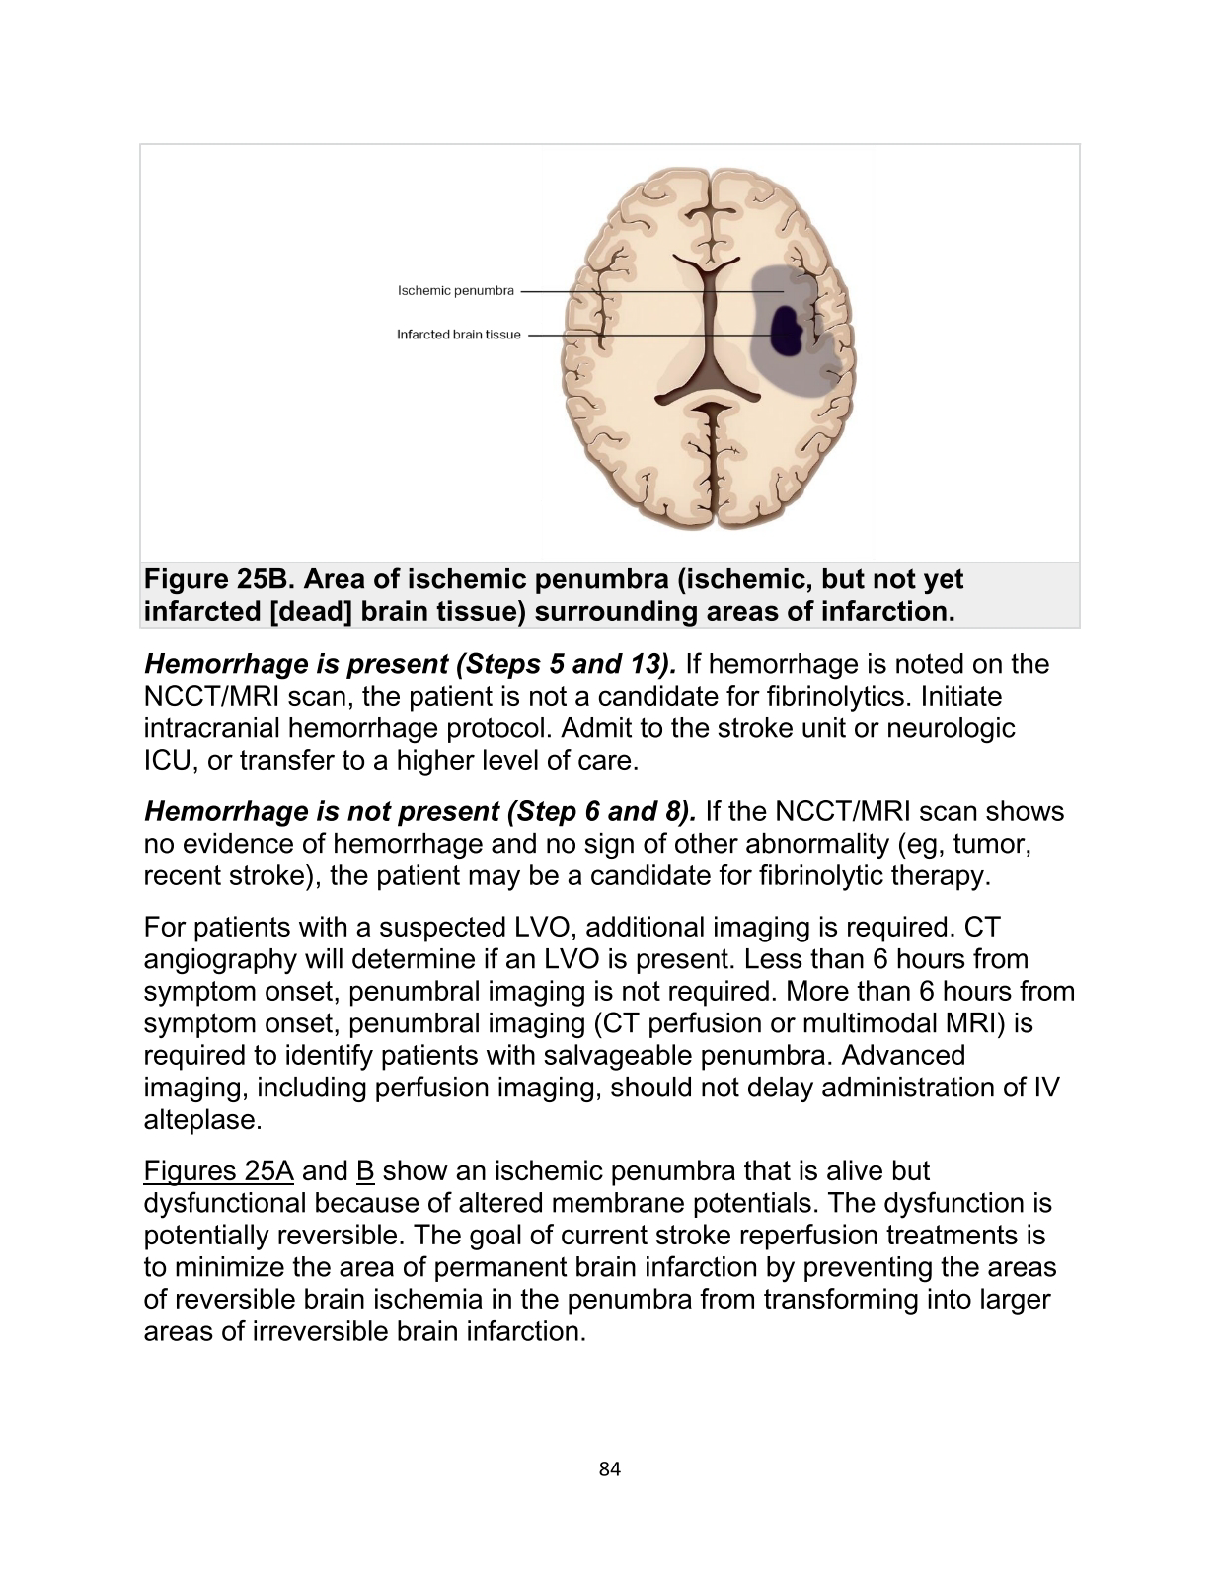 Ischemic penumbra
Infarcted brain tissue
Figure 25B. Area of ischemic penumbra (ischemic, but not yet
infarcted [dead] brain tissue) surrounding areas of infarction.
Hemorrhage is present (Steps 5 and 13). If hemorrhage is noted on the
NCCT/MRI scan, the patient is not a candidate for fibrinolytics. Initiate
intracranial hemorrhage protocol. Admit to the stroke unit or neurologic
ICU, or transfer to a higher level of care.
Hemorrhage is not present (Step 6 and 8). If the NCCT/MRI scan shows
no evidence of hemorrhage and no sign of other abnormality (eg, tumor,
recent stroke), the patient may be a candidate for fibrinolytic therapy.
For patients with a suspected LVO, additional imaging is required. CT
angiography will determine if an LVO is present. Less than 6 hours from
symptom onset, penumbral imaging is not required. More than 6 hours from
symptom onset, penumbral imaging (CT perfusion or multimodal MRI) is
required to identify patients with salvageable penumbra. Advanced
imaging, including perfusion imaging, should not delay administration of IV
alteplase.
Figures 25A and B show an ischemic penumbra that is alive but
dysfunctional because of altered membrane potentials. The dysfunction is
potentially reversible. The goal of current stroke reperfusion treatments is
to minimize the area of permanent brain infarction by preventing the areas
of reversible brain ischemia in the penumbra from transforming into larger
areas of irreversible brain infarction.
84